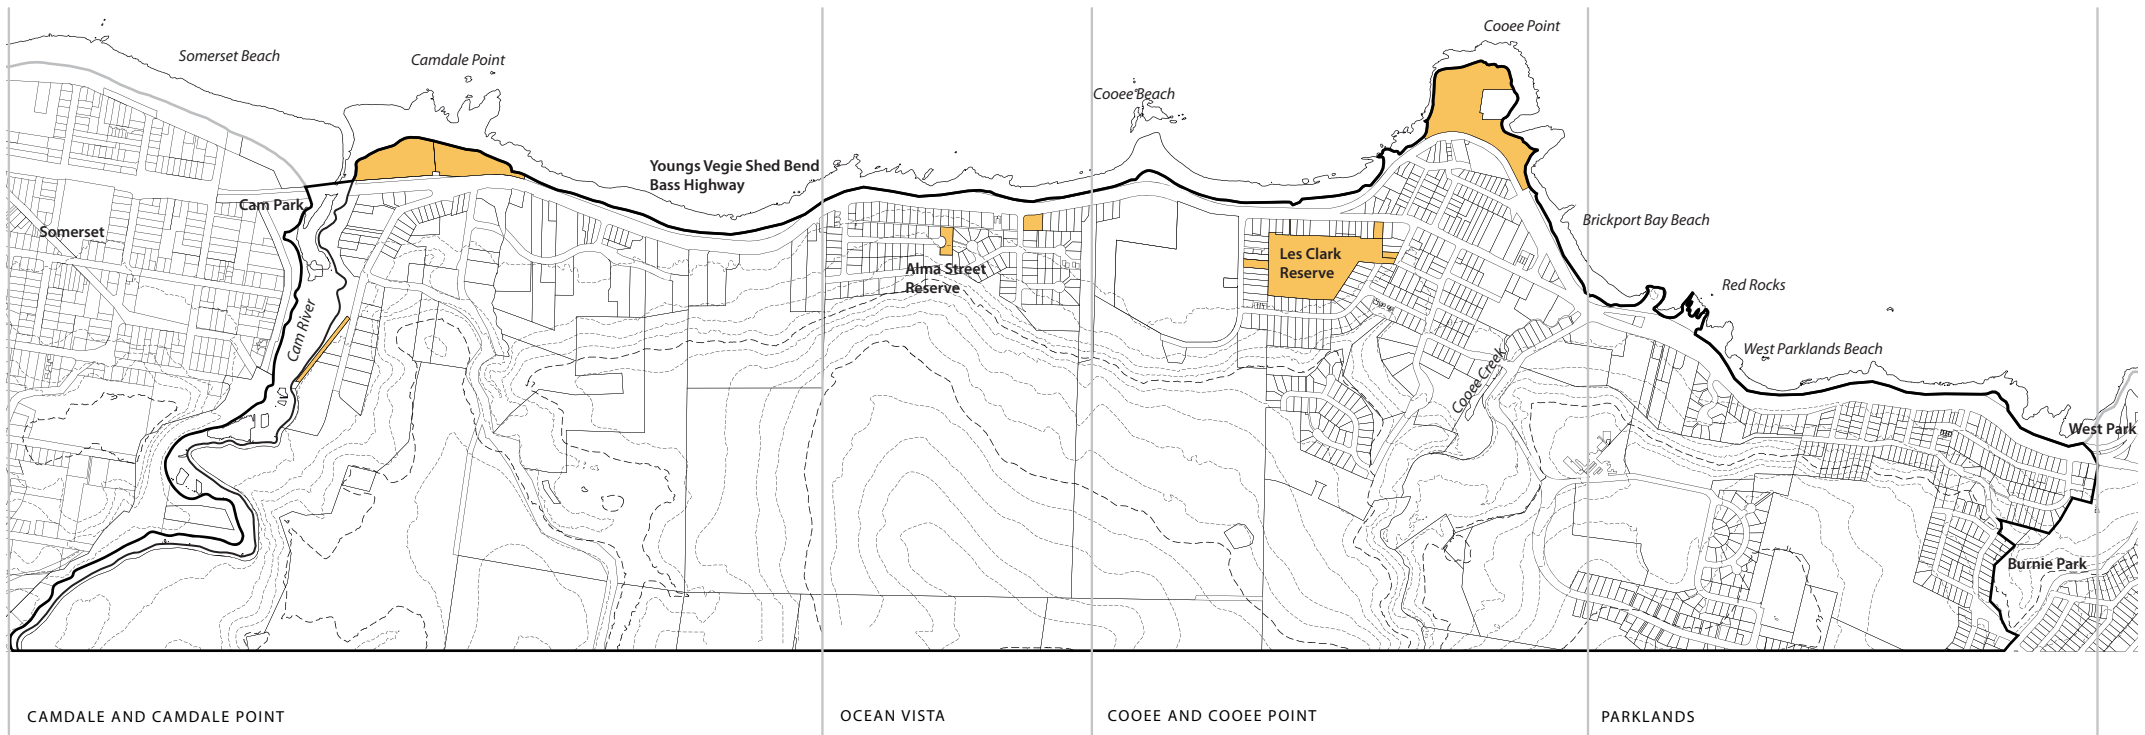 Cooee Point
Somerset Beach
Camdale Point
Cooee Beach
Youngs Vegie Shed Bend
Bass Highway
Cam Park
Somerset
Brickport Bay Beach
Les Clark
Reserve
Alma Street
Reserve
Red Rocks
Cam River
West Parklands Beach
Cooee Creek
West Park
Burnie Park
CAMDALE AND CAMDALE POINT
OCEAN VISTA
COOEE AND COOEE POINT
PARKLANDS